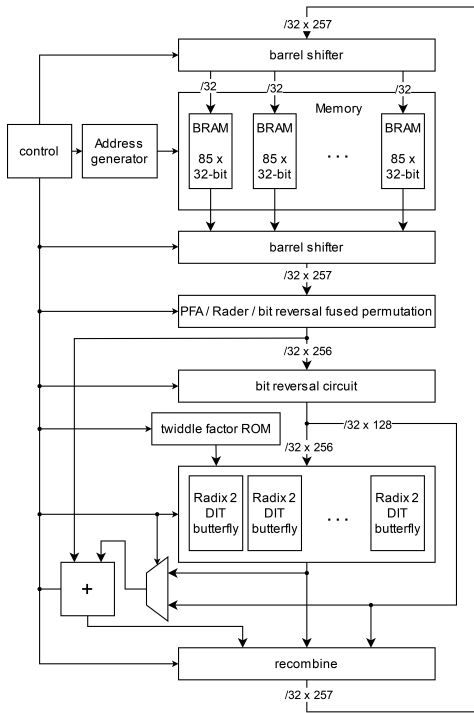 /32 x 257
barrel shifter
/32
/32
/32
Memory
BRAM
85 x
32-bit
BRAM
85 x
32-bit
...
BRAM
85 x
32-bit
control
Address
generator
barrel shifter
/32 x 257
PFA / Rader / bit reversal fused permutation
/32 x 256
bit reversal circuit
/32 x 128
twiddle factor ROM
/32 x 256
Radix 2
DIT
butterfly
Radix 2
DIT
butterfly
...
Radix 2
DIT
butterfly
+
recombine
/32 x 257